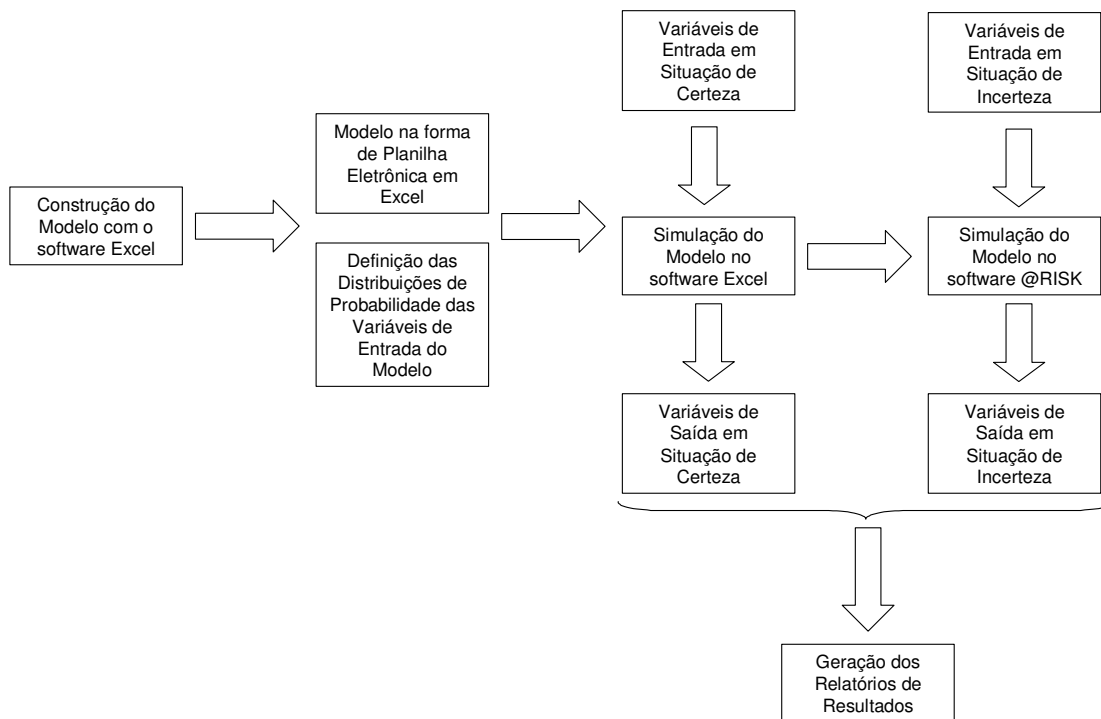 Construção do
Modelo com o
software Excel
Modelo na forma
de Planilha
Eletrônica em
Excel
Definição das
Distribuições de
Probabilidade das
Variáveis de
Entrada do
Modelo
Variáveis de
Entrada em
Situação de
Certeza
Simulação do
Modelo no
software Excel
Variáveis de
Saída em
Situação de
Certeza
Variáveis de
Entrada em
Situação de
Incerteza
Simulação do
Modelo no
software @RISK
Variáveis de
Saída em
Situação de
Incerteza
Geração dos
Relatórios de
Resultados